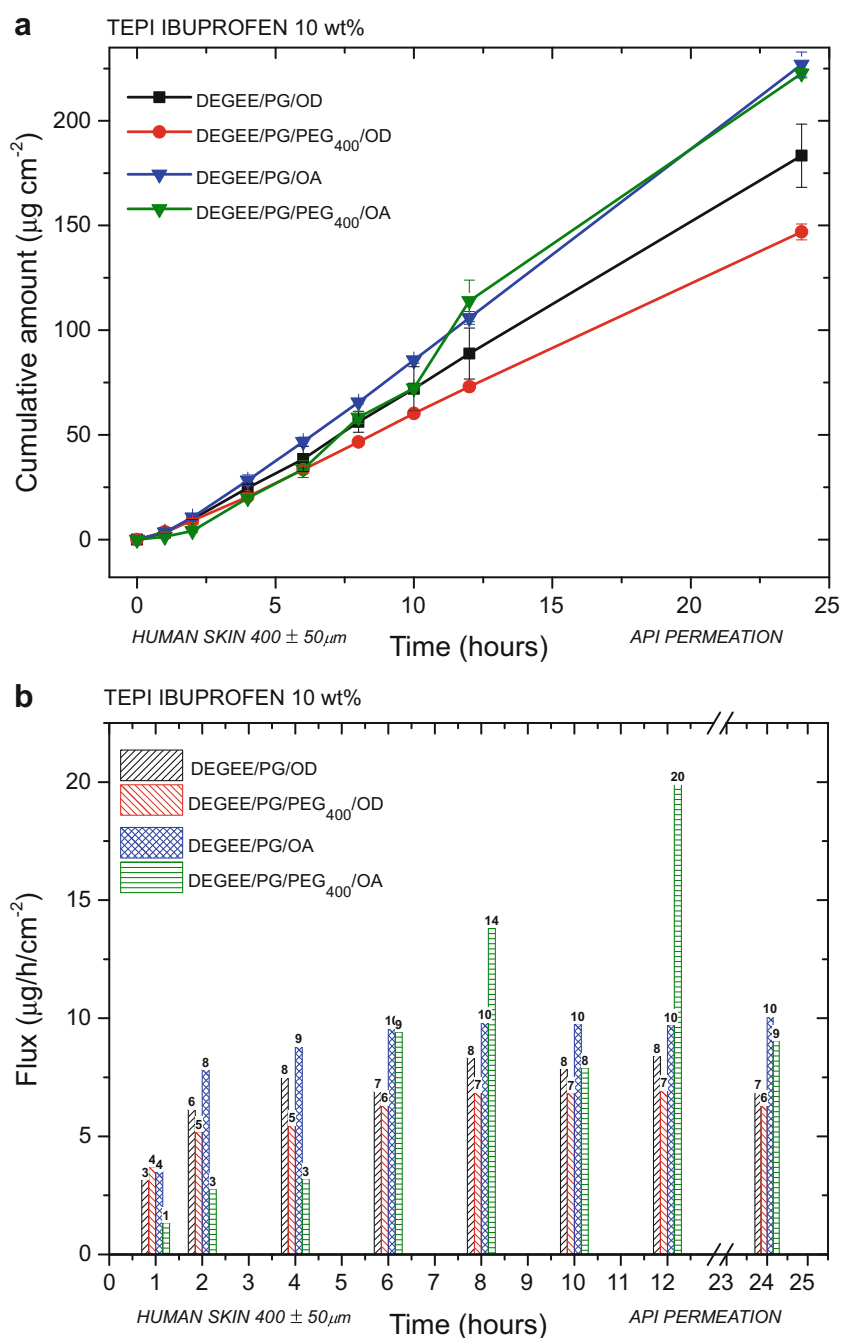 a
TEPI IBUPROFEN 10 wt%
DEGEE/PG/OD
DEGEE/PG/PEG400/OD
DEGEE/PG/OA
DEGEE/PG/PEG400/OA
Cumulative amount (μg cm-2)
200
150
100
50
0
0 5 10 15 20 25
HUMAN SKIN 400 ± 50μm
Time (hours)
API PERMEATION
b
TEPI IBUPROFEN 10 wt%
DEGEE/PG/OD
DEGEE/PG/PEG400/OD
DEGEE/PG/OA
DEGEE/PG/PEG400/OA
Flux (μg/h/cm-2)
20
15
10
5
0
3 4 4 1
6 5 8 3
8 5 9 3
7 6 10 9
8 7 10 14
8 7 10 8
8 7 10 20
7 6 10 9
0 1 2 3 4 5 6 7 8 9 10 11 12 23 24 25
HUMAN SKIN 400 ± 50μm
Time (hours)
API PERMEATION